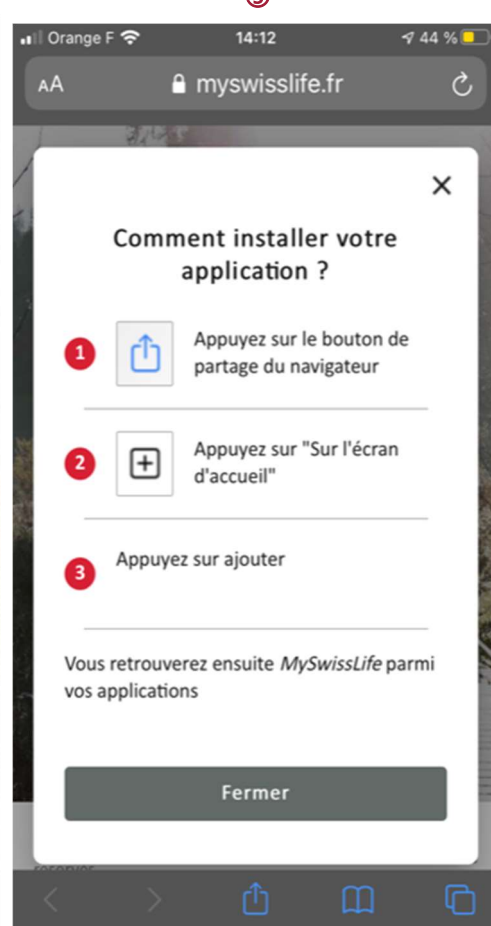 Orange F 14:12 44 %
AA myswisslife.fr
Comment installer votre
application ?
1 Appuyez sur le bouton de
partage du navigateur
2 Appuyez sur "Sur l'écran
d'accueil"
3 Appuyez sur ajouter
Vous retrouverez ensuite MySwissLife parmi
vos applications
Fermer